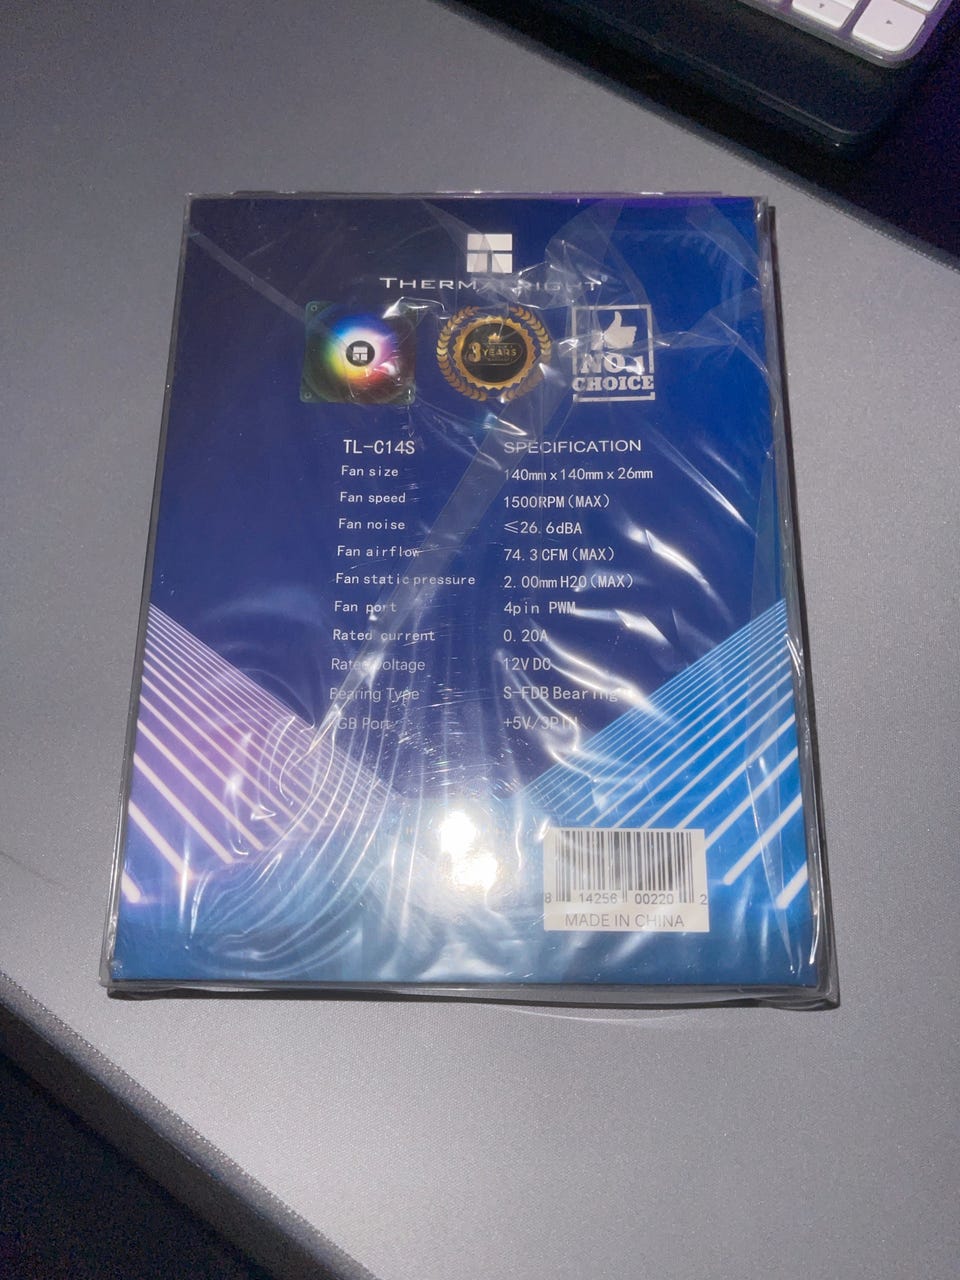 THERMALRIGHT®
3 YEARS
NO.1
CHOICE
TL-C14S SPECIFICATION
Fan size 140mm x 140mm x 26mm
Fan speed 1500RPM(MAX)
Fan noise ≤26.6dBA
Fan airflow 74.3 CFM(MAX)
Fan static pressure 2.00mm H2O(MAX)
Fan port 4pin PWM
Rated current 0.20A
Rated Voltage 12V DC
Bearing Type S-FDB Bearing
RGB Port +5V/3PIN
8 14256 00220 2
MADE IN CHINA